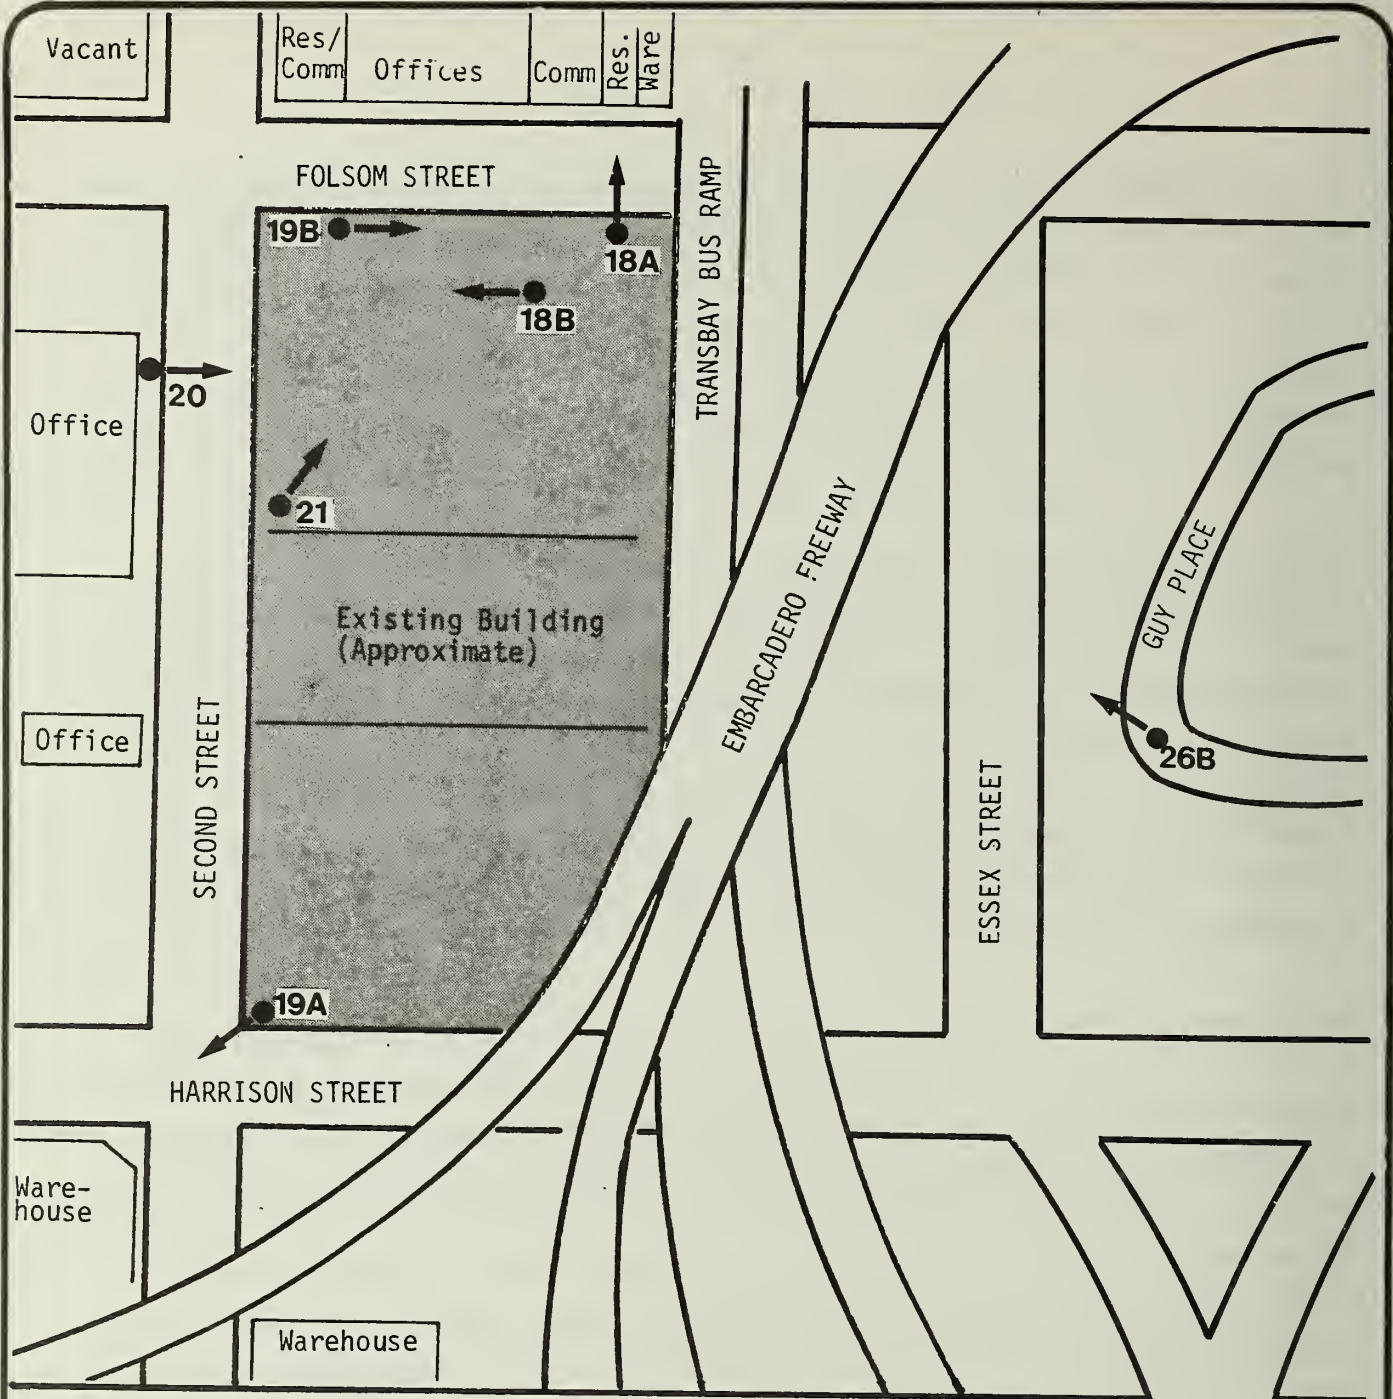 Vacant
Res/
Comm
Offices
Comm
Res.
Ware
FOLSOM STREET
19B
18A
18B
TRANSBAY BUS RAMP
20
Office
21
Existing Building
(Approximate)
EMBARCADERO FREEWAY
GUY PLACE
Office
SECOND STREET
26B
ESSEX STREET
19A
HARRISON STREET
Ware-
house
Warehouse